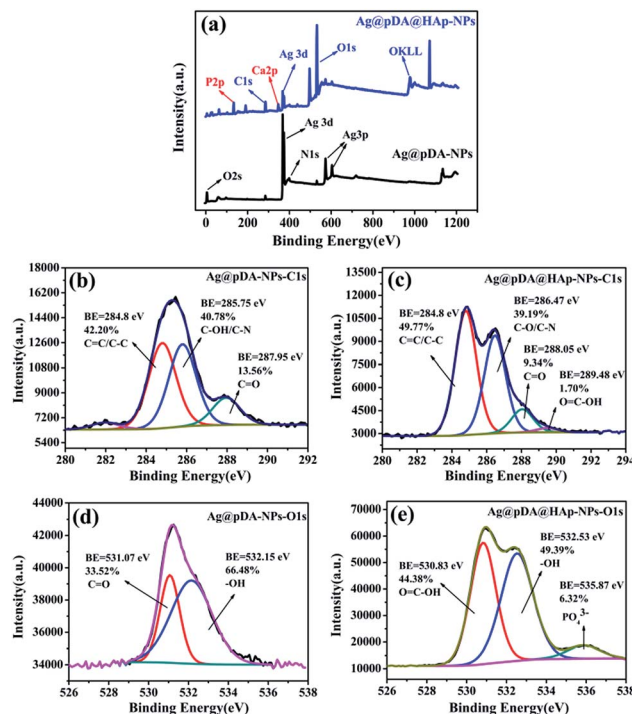 (a)
Ag@pDA@HAp-NPs
Ag 3d
O1s
OKLL
Ca2p
C1s
P2p
Ag 3d
Ag3p
N1s
Ag@pDA-NPs
O2s
Intensity(a.u.)
0 200 400 600 800 1000 1200
Binding Energy(eV)
(b)
Ag@pDA-NPs-C1s
BE=285.75 eV
40.78%
C-OH/C-N
BE=284.8 eV
42.20%
C=C/C-C
BE=287.95 eV
13.56%
C=O
Intensity(a.u.)
18000
16200
14400
12600
10800
9000
7200
5400
280 282 284 286 288 290 292
Binding Energy(eV)
(c)
Ag@pDA@HAp-NPs-C1s
BE=284.8 eV
49.77%
C=C/C-C
BE=286.47 eV
39.19%
C-O/C-N
BE=288.05 eV
9.34%
C=O
BE=289.48 eV
1.70%
O=C-OH
Intensity(a.u.)
13500
12000
10500
9000
7500
6000
4500
3000
1500
280 282 284 286 288 290 292 294
Binding Energy(eV)
(d)
Ag@pDA-NPs-O1s
BE=531.07 eV
33.52%
C=O
BE=532.15 eV
66.48%
-OH
Intensity(a.u.)
44000
42000
40000
38000
36000
34000
526 528 530 532 534 536 538
Binding Energy(eV)
(e)
Ag@pDA@HAp-NPs-O1s
BE=530.83 eV
44.38%
O=C-OH
BE=532.53 eV
49.39%
-OH
BE=535.87 eV
6.32%
PO₄³⁻
Intensity(a.u.)
70000
60000
50000
40000
30000
20000
10000
526 528 530 532 534 536 538
Binding Energy(eV)